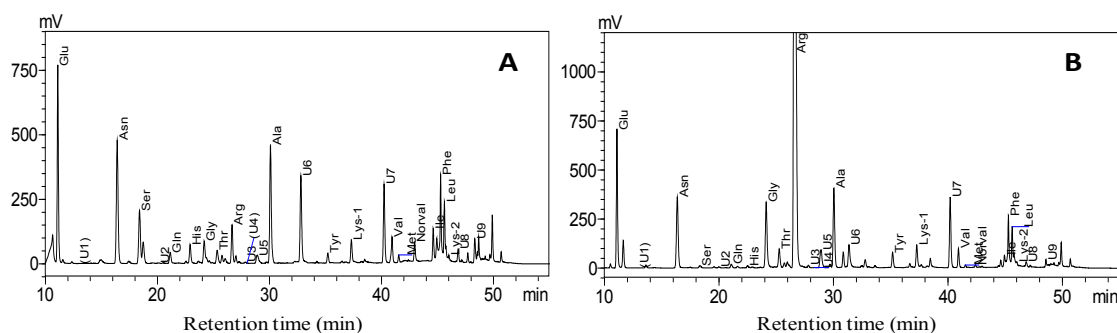 mV
A
750
500
250
0
Glu
U1)
Asn
Ser
U2
Gln
His
Gly
Thr
Arg
U3
(U4)
U5
Ala
U6
Tyr
Lys-1
U7
Val
Met
Norval
Ile
Phe
Leu
Lys-2
U8
U9
10 20 30 40 50 min
Retention time (min)
mV
B
1000
750
500
250
0
Glu
U1)
Asn
Ser
U2
Gln
His
Gly
Thr
Arg
U3
U4
U5
Ala
U6
Tyr
Lys-1
U7
Val
Met
Norval
Ile
Phe
Leu
Lys-2
U8
U9
10 20 30 40 50 min
Retention time (min)